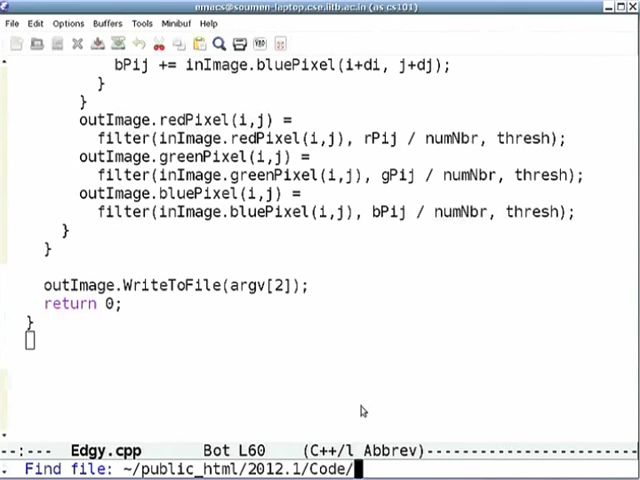 emacs@soumen-laptop.cse.iitb.ac.in (as cs101)
File Edit Options Buffers Tools Minibuf Help
bPij += inImage.bluePixel(i+di, j+dj);
}
}
outImage.redPixel(i,j) =
filter(inImage.redPixel(i,j), rPij / numNbr, thresh);
outImage.greenPixel(i,j) =
filter(inImage.greenPixel(i,j), gPij / numNbr, thresh);
outImage.bluePixel(i,j) =
filter(inImage.bluePixel(i,j), bPij / numNbr, thresh);
}
}
outImage.WriteToFile(argv[2]);
return 0;
}
--:--- Edgy.cpp Bot L60 (C++/l Abbrev)------------------------
Find file: ~/public_html/2012.1/Code/